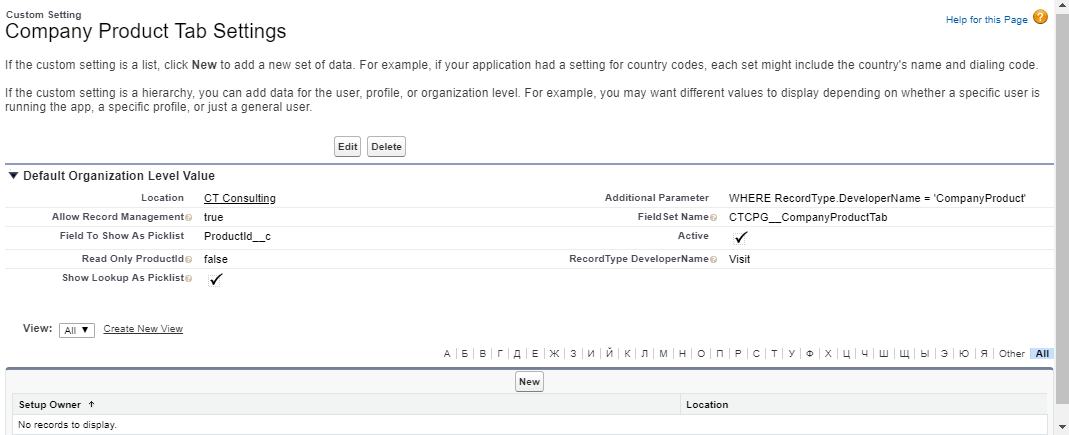 Custom Setting
Company Product Tab Settings
Help for this Page
If the custom setting is a list, click New to add a new set of data. For example, if your application had a setting for country codes, each set might include the country's name and dialing code.
If the custom setting is a hierarchy, you can add data for the user, profile, or organization level. For example, you may want different values to display depending on whether a specific user is
running the app, a specific profile, or just a general user.
Edit Delete
Default Organization Level Value
Location CT Consulting Additional Parameter WHERE RecordType.DeveloperName = 'CompanyProduct'
Allow Record Management true FieldSet Name CTCPG__CompanyProductTab
Field To Show As Picklist ProductId__c Active
Read Only ProductId false RecordType DeveloperName Visit
Show Lookup As Picklist
View: All Create New View
А Б В Г Д Е Ж З И Й К Л М Н О П Р С Т У Ф Х Ц Ч Ш Щ Ы Э Ю Я Other All
New
Setup Owner ↑ Location
No records to display.